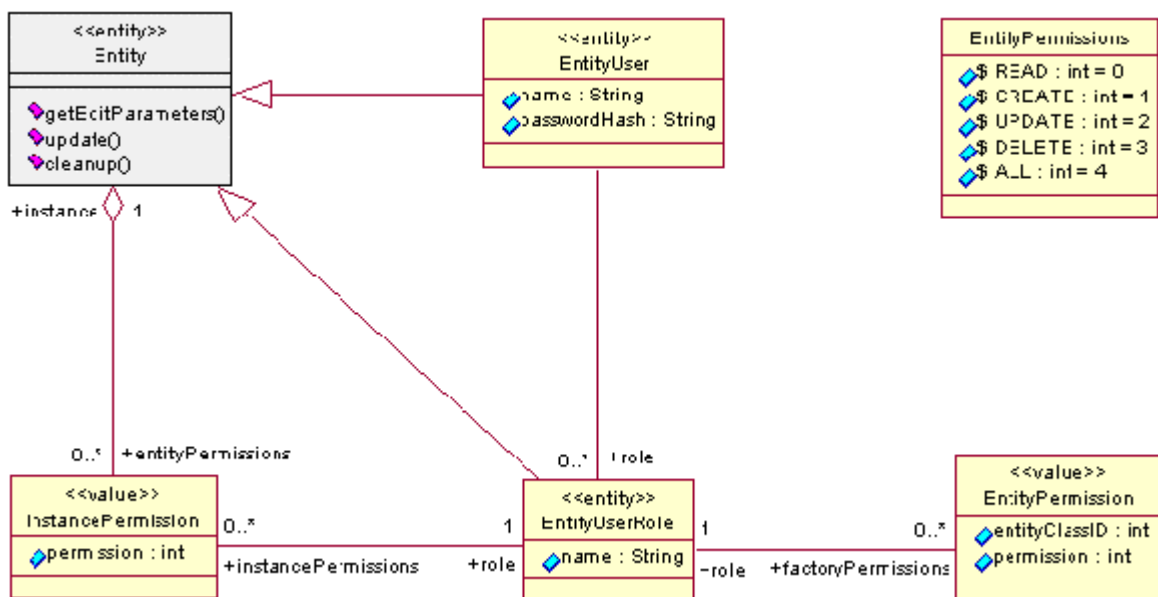 <<entity>>
Entity
getEditParameters()
update()
cleanup()
<<entity>>
EntityUser
name : String
passwordHash : String
EntityPermissions
$ READ : int = 0
$ CREATE : int = 1
$ UPDATE : int = 2
$ DELETE : int = 3
$ ALL : int = 4
+instance 1
0..* +entityPermissions
0..* +role
<<value>>
InstancePermission
permission : int
0..* 1
+instancePermissions +role
<<entity>>
EntityUserRole
name : String
1 0..*
-role +factoryPermissions
<<value>>
EntityPermission
entityClassID : int
permission : int